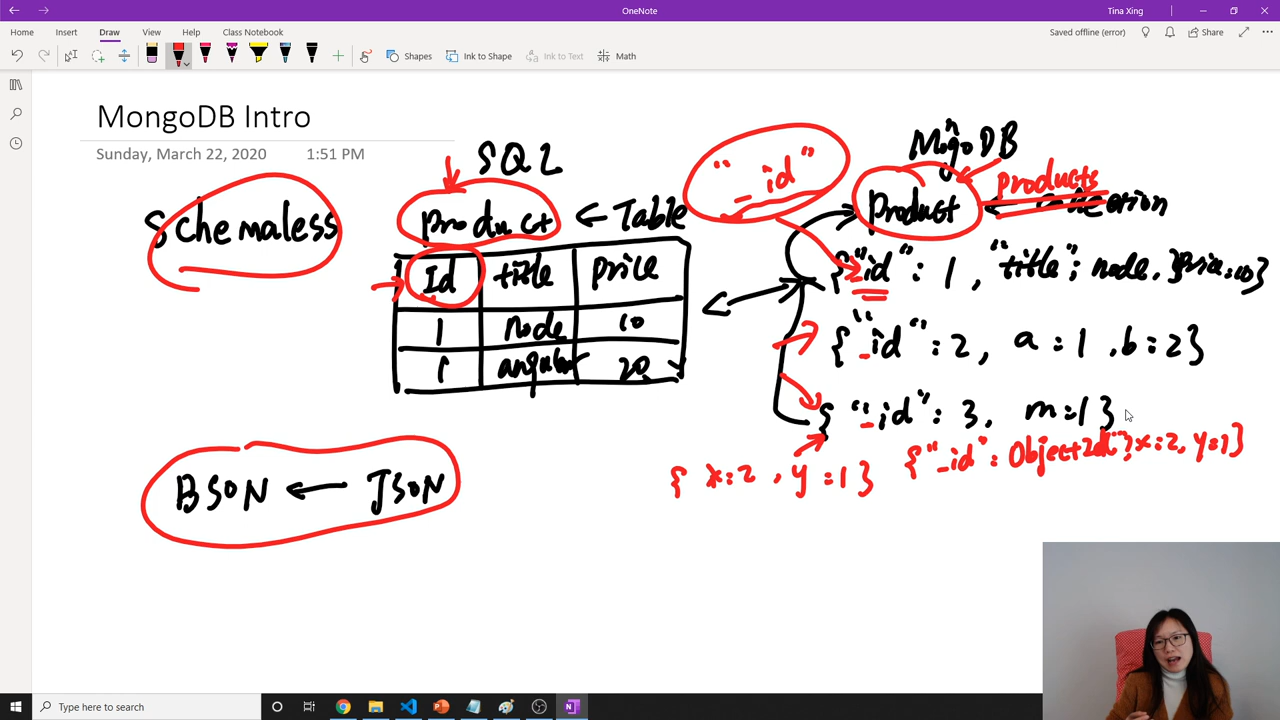 OneNote
Tina Xing
Home Insert Draw View Help Class Notebook
Saved offline (error) Share
Shapes Ink to Shape Ink to Text Math
MongoDB Intro
Sunday, March 22, 2020 1:51 PM
Schemaless
SQL
Product ← Table
Id title price
1 node 10
1 angular 20
"_id"
Product
Products
{"_id": 1, "title": node, price:10}
{"_id": 2, a:1, b:2}
{"_id": 3, m:1}
{x:2, y:1}
BSON ← JSON
Type here to search